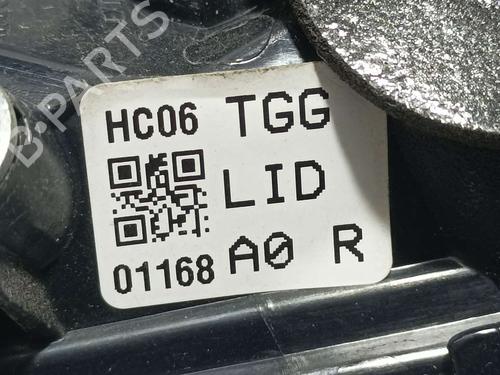 B-PARTS
HC06 TGG
LID
01168 A0 R